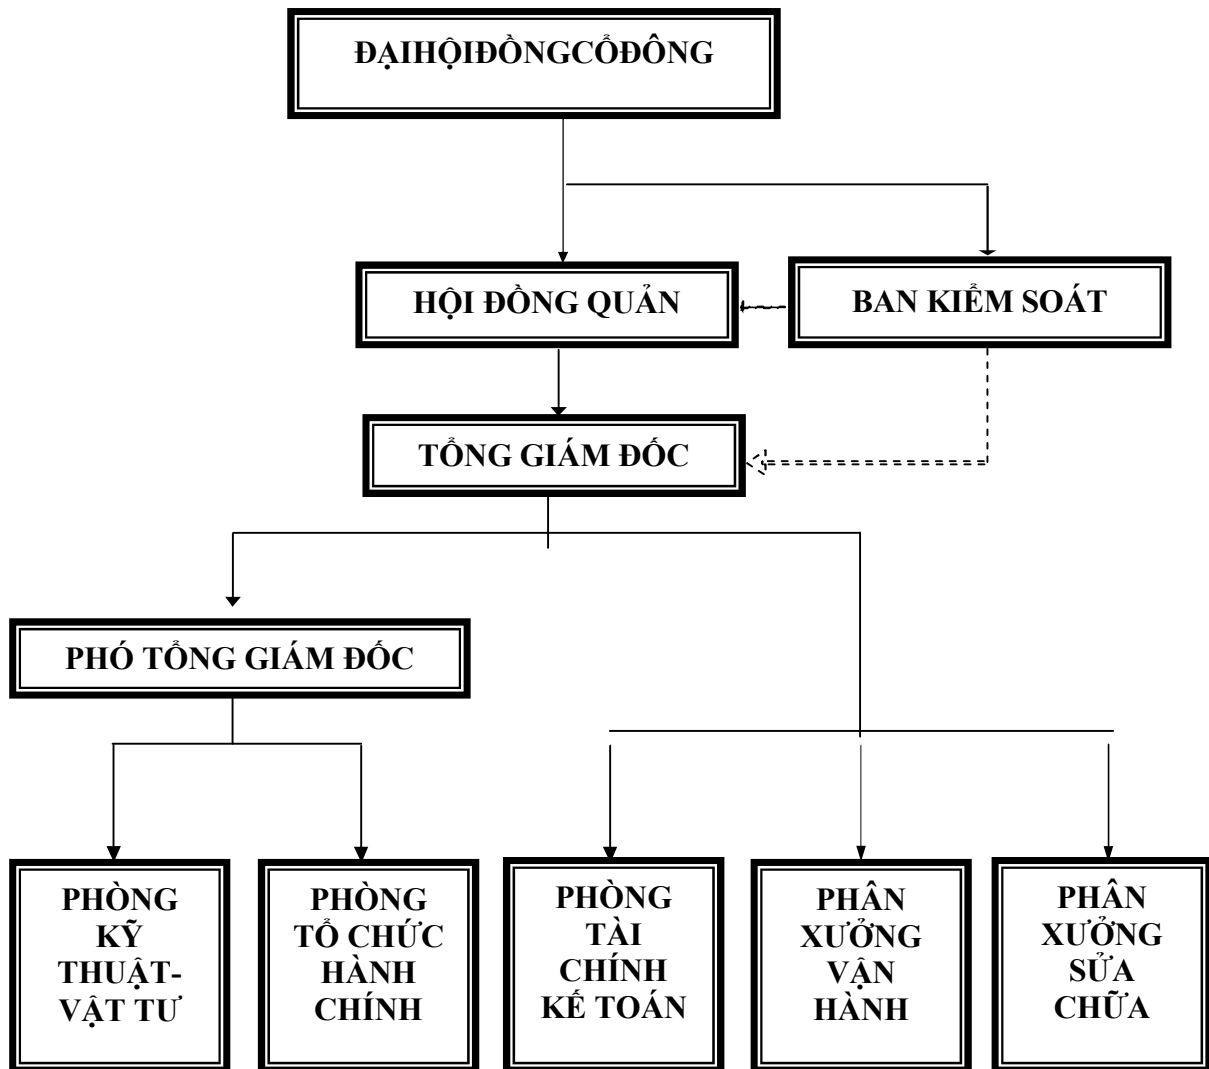 ĐẠIHỘIĐỒNGCỔĐÔNG
HỘI ĐỒNG QUẢN
BAN KIỂM SOÁT
TỔNG GIÁM ĐỐC
PHÓ TỔNG GIÁM ĐỐC
PHÒNG
KỸ
THUẬT-
VẬT TƯ
PHÒNG
TỔ CHỨC
HÀNH
CHÍNH
PHÒNG
TÀI
CHÍNH
KẾ TOÁN
PHÂN
XƯỞNG
VẬN
HÀNH
PHÂN
XƯỞNG
SỬA
CHỮA